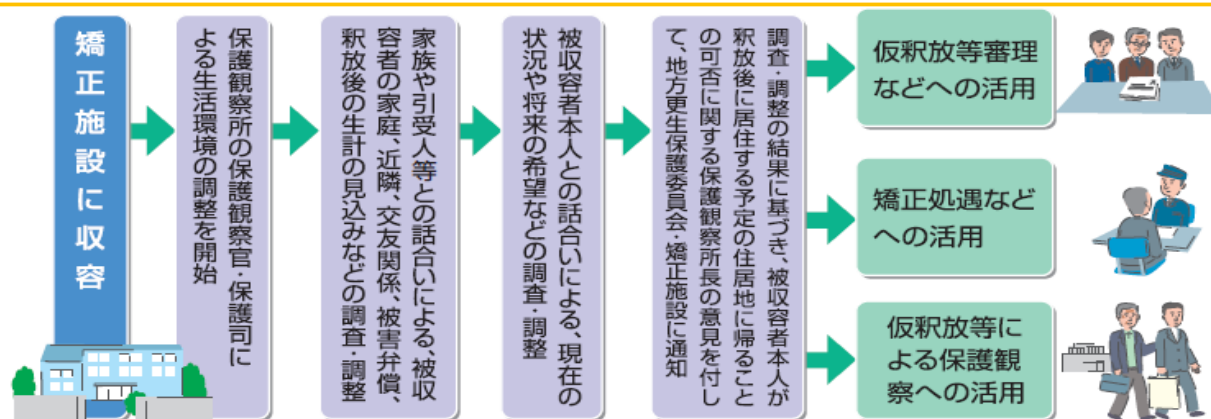 矯正施設に収容
保護観察所の保護観察官・保護司に
よる生活環境の調整を開始
家族や引受人等との話合いによる、被収
容者の家庭、近隣、交友関係、被害弁償、
釈放後の生計の見込みなどの調査・調整
被収容者本人との話合いによる、現在の
状況や将来の希望などの調査・調整
調査・調整の結果に基づき、被収容者本人が
釈放後に居住する予定の住居地に帰ること
の可否に関する保護観察所長の意見を付し
て、地方更生保護委員会・矯正施設に通知
仮釈放等審理
などへの活用
矯正処遇など
への活用
仮釈放等に
よる保護観
察への活用